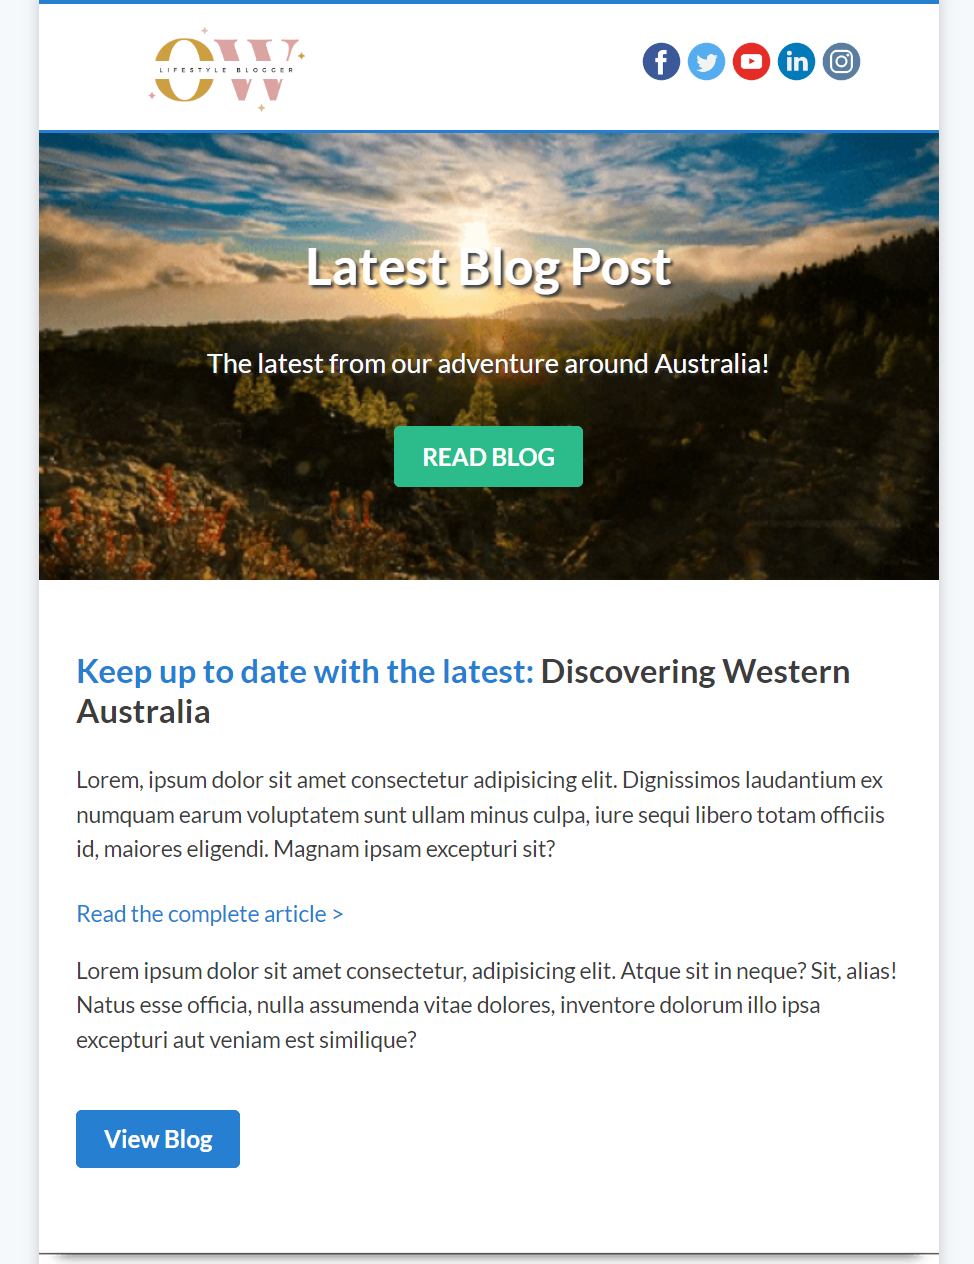 OW
LIFESTYLE BLOGGER
Latest Blog Post
The latest from our adventure around Australia!
READ BLOG
Keep up to date with the latest: Discovering Western
Australia
Lorem, ipsum dolor sit amet consectetur adipisicing elit. Dignissimos laudantium ex
numquam earum voluptatem sunt ullam minus culpa, iure sequi libero totam officiis
id, maiores eligendi. Magnam ipsam excepturi sit?
Read the complete article >
Lorem ipsum dolor sit amet consectetur, adipisicing elit. Atque sit in neque? Sit, alias!
Natus esse officia, nulla assumenda vitae dolores, inventore dolorum illo ipsa
excepturi aut veniam est similique?
View Blog